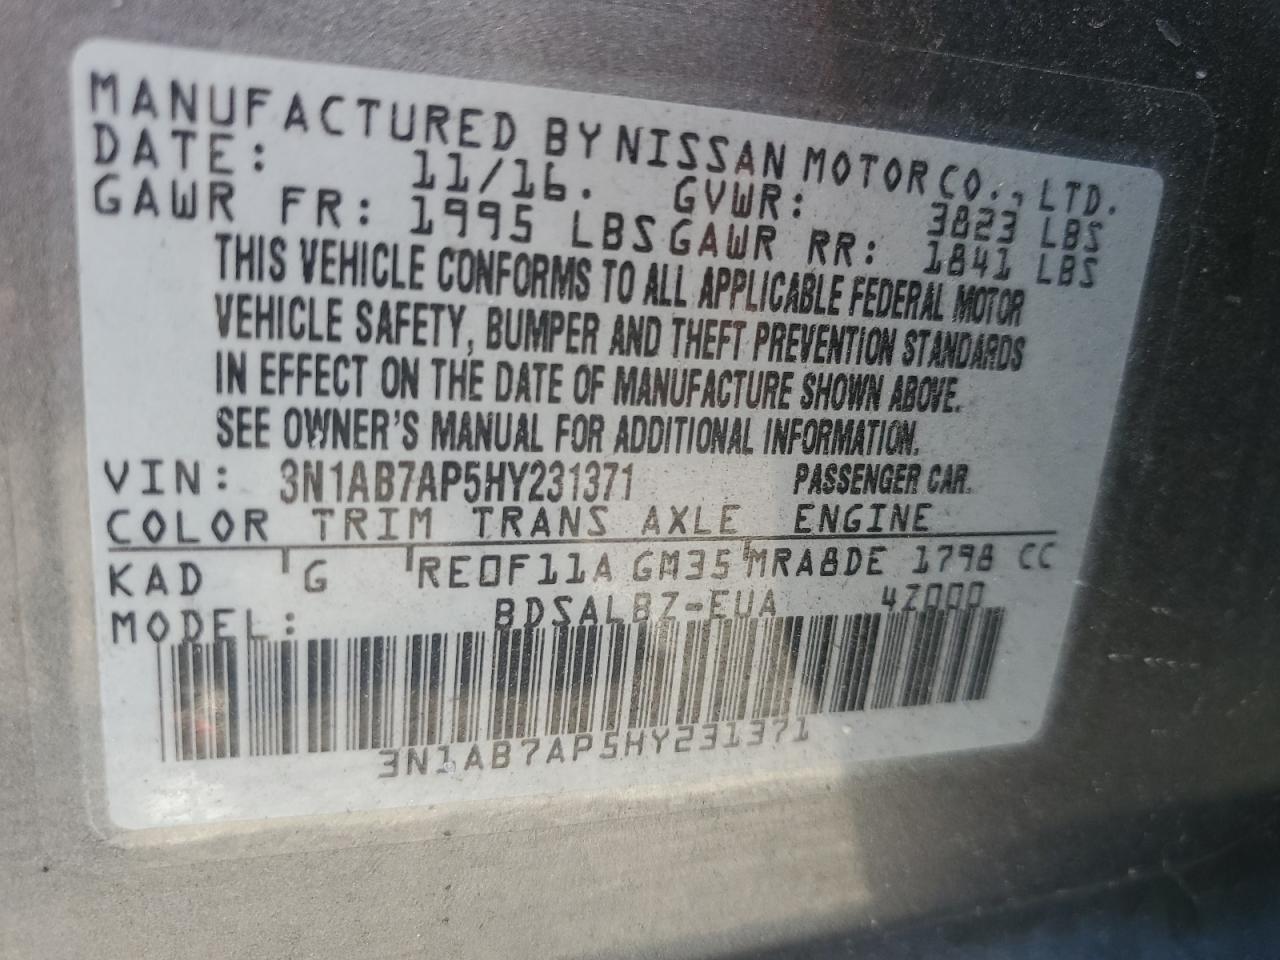 MANUFACTURED BY NISSAN MOTOR CO., LTD.
DATE: 11/16. GVWR: 3823 LBS
GAWR FR: 1995 LBS GAWR RR: 1841 LBS
THIS VEHICLE CONFORMS TO ALL APPLICABLE FEDERAL MOTOR
VEHICLE SAFETY, BUMPER AND THEFT PREVENTION STANDARDS
IN EFFECT ON THE DATE OF MANUFACTURE SHOWN ABOVE.
SEE OWNER'S MANUAL FOR ADDITIONAL INFORMATION.
VIN: 3N1AB7AP5HY231371 PASSENGER CAR.
COLOR TRIM TRANS AXLE ENGINE
KAD G RE0F11A GM35 MRA8DE 1798 CC
MODEL: BDSALBZ-EUA 4Z000
3N1AB7AP5HY231371